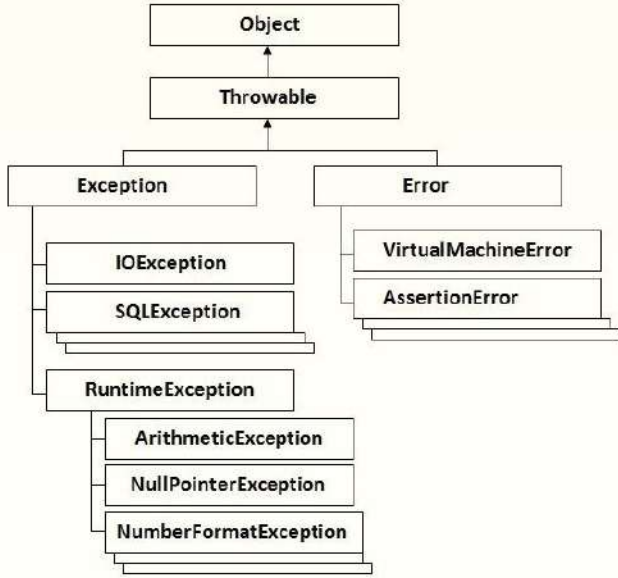 Object
Throwable
Exception
Error
IOException
SQLException
RuntimeException
ArithmeticException
NullPointerException
NumberFormatException
VirtualMachineError
AssertionError